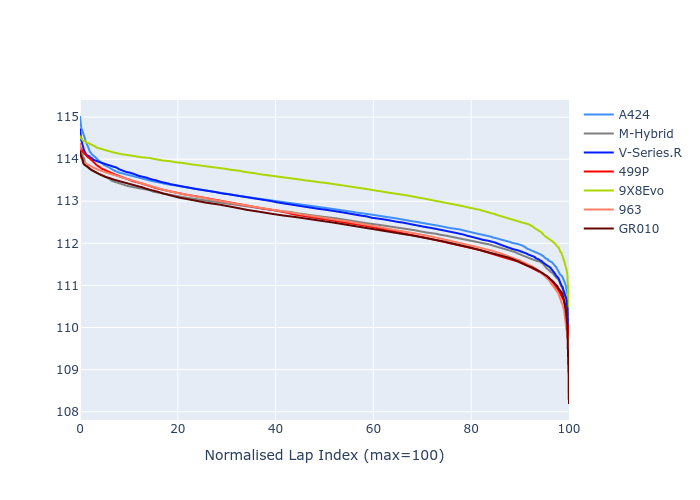 115
114
113
112
111
110
109
108
0
20
40
60
80
100
Normalised Lap Index (max=100)
A424
M-Hybrid
V-Series.R
499P
9X8Evo
963
GR010